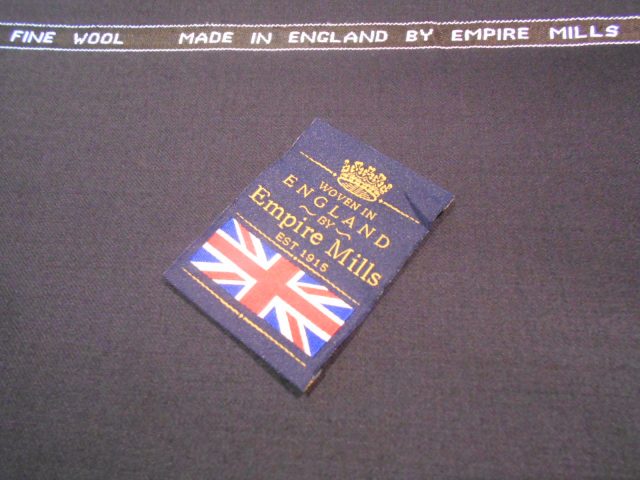 FINE WOOL MADE IN ENGLAND BY EMPIRE MILLS
WOVEN IN
ENGLAND
~ BY ~
Empire Mills
EST 1915